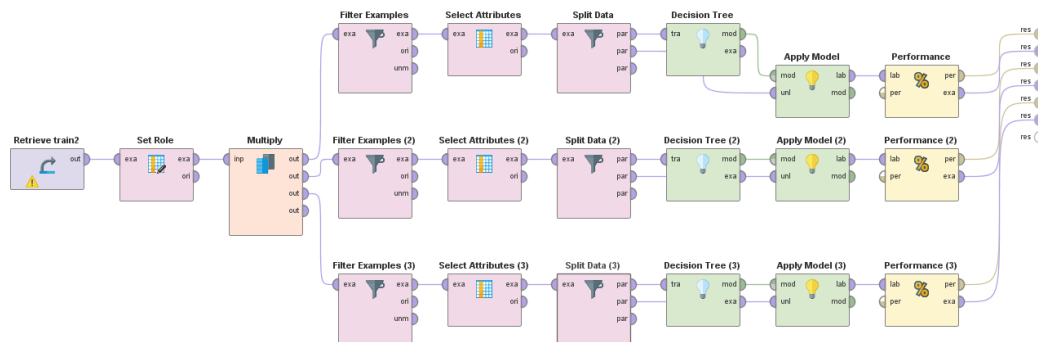 Filter Examples
Select Attributes
Split Data
Decision Tree
exa exa
ori
unm
exa exa
ori
exa par
par
par
tra mod
exa
Apply Model
mod lab
unl mod
Performance
lab per
per exa
res
res
res
res
res
res
res
Retrieve train2
out
Set Role
exa exa
ori
Multiply
inp out
out
out
out
Filter Examples (2)
exa exa
ori
unm
Select Attributes (2)
exa exa
ori
Split Data (2)
exa par
par
par
Decision Tree (2)
tra mod
exa
Apply Model (2)
mod lab
unl mod
Performance (2)
lab per
per exa
Filter Examples (3)
exa exa
ori
unm
Select Attributes (3)
exa exa
ori
Split Data (3)
exa par
par
par
Decision Tree (3)
tra mod
exa
Apply Model (3)
mod lab
unl mod
Performance (3)
lab per
per exa